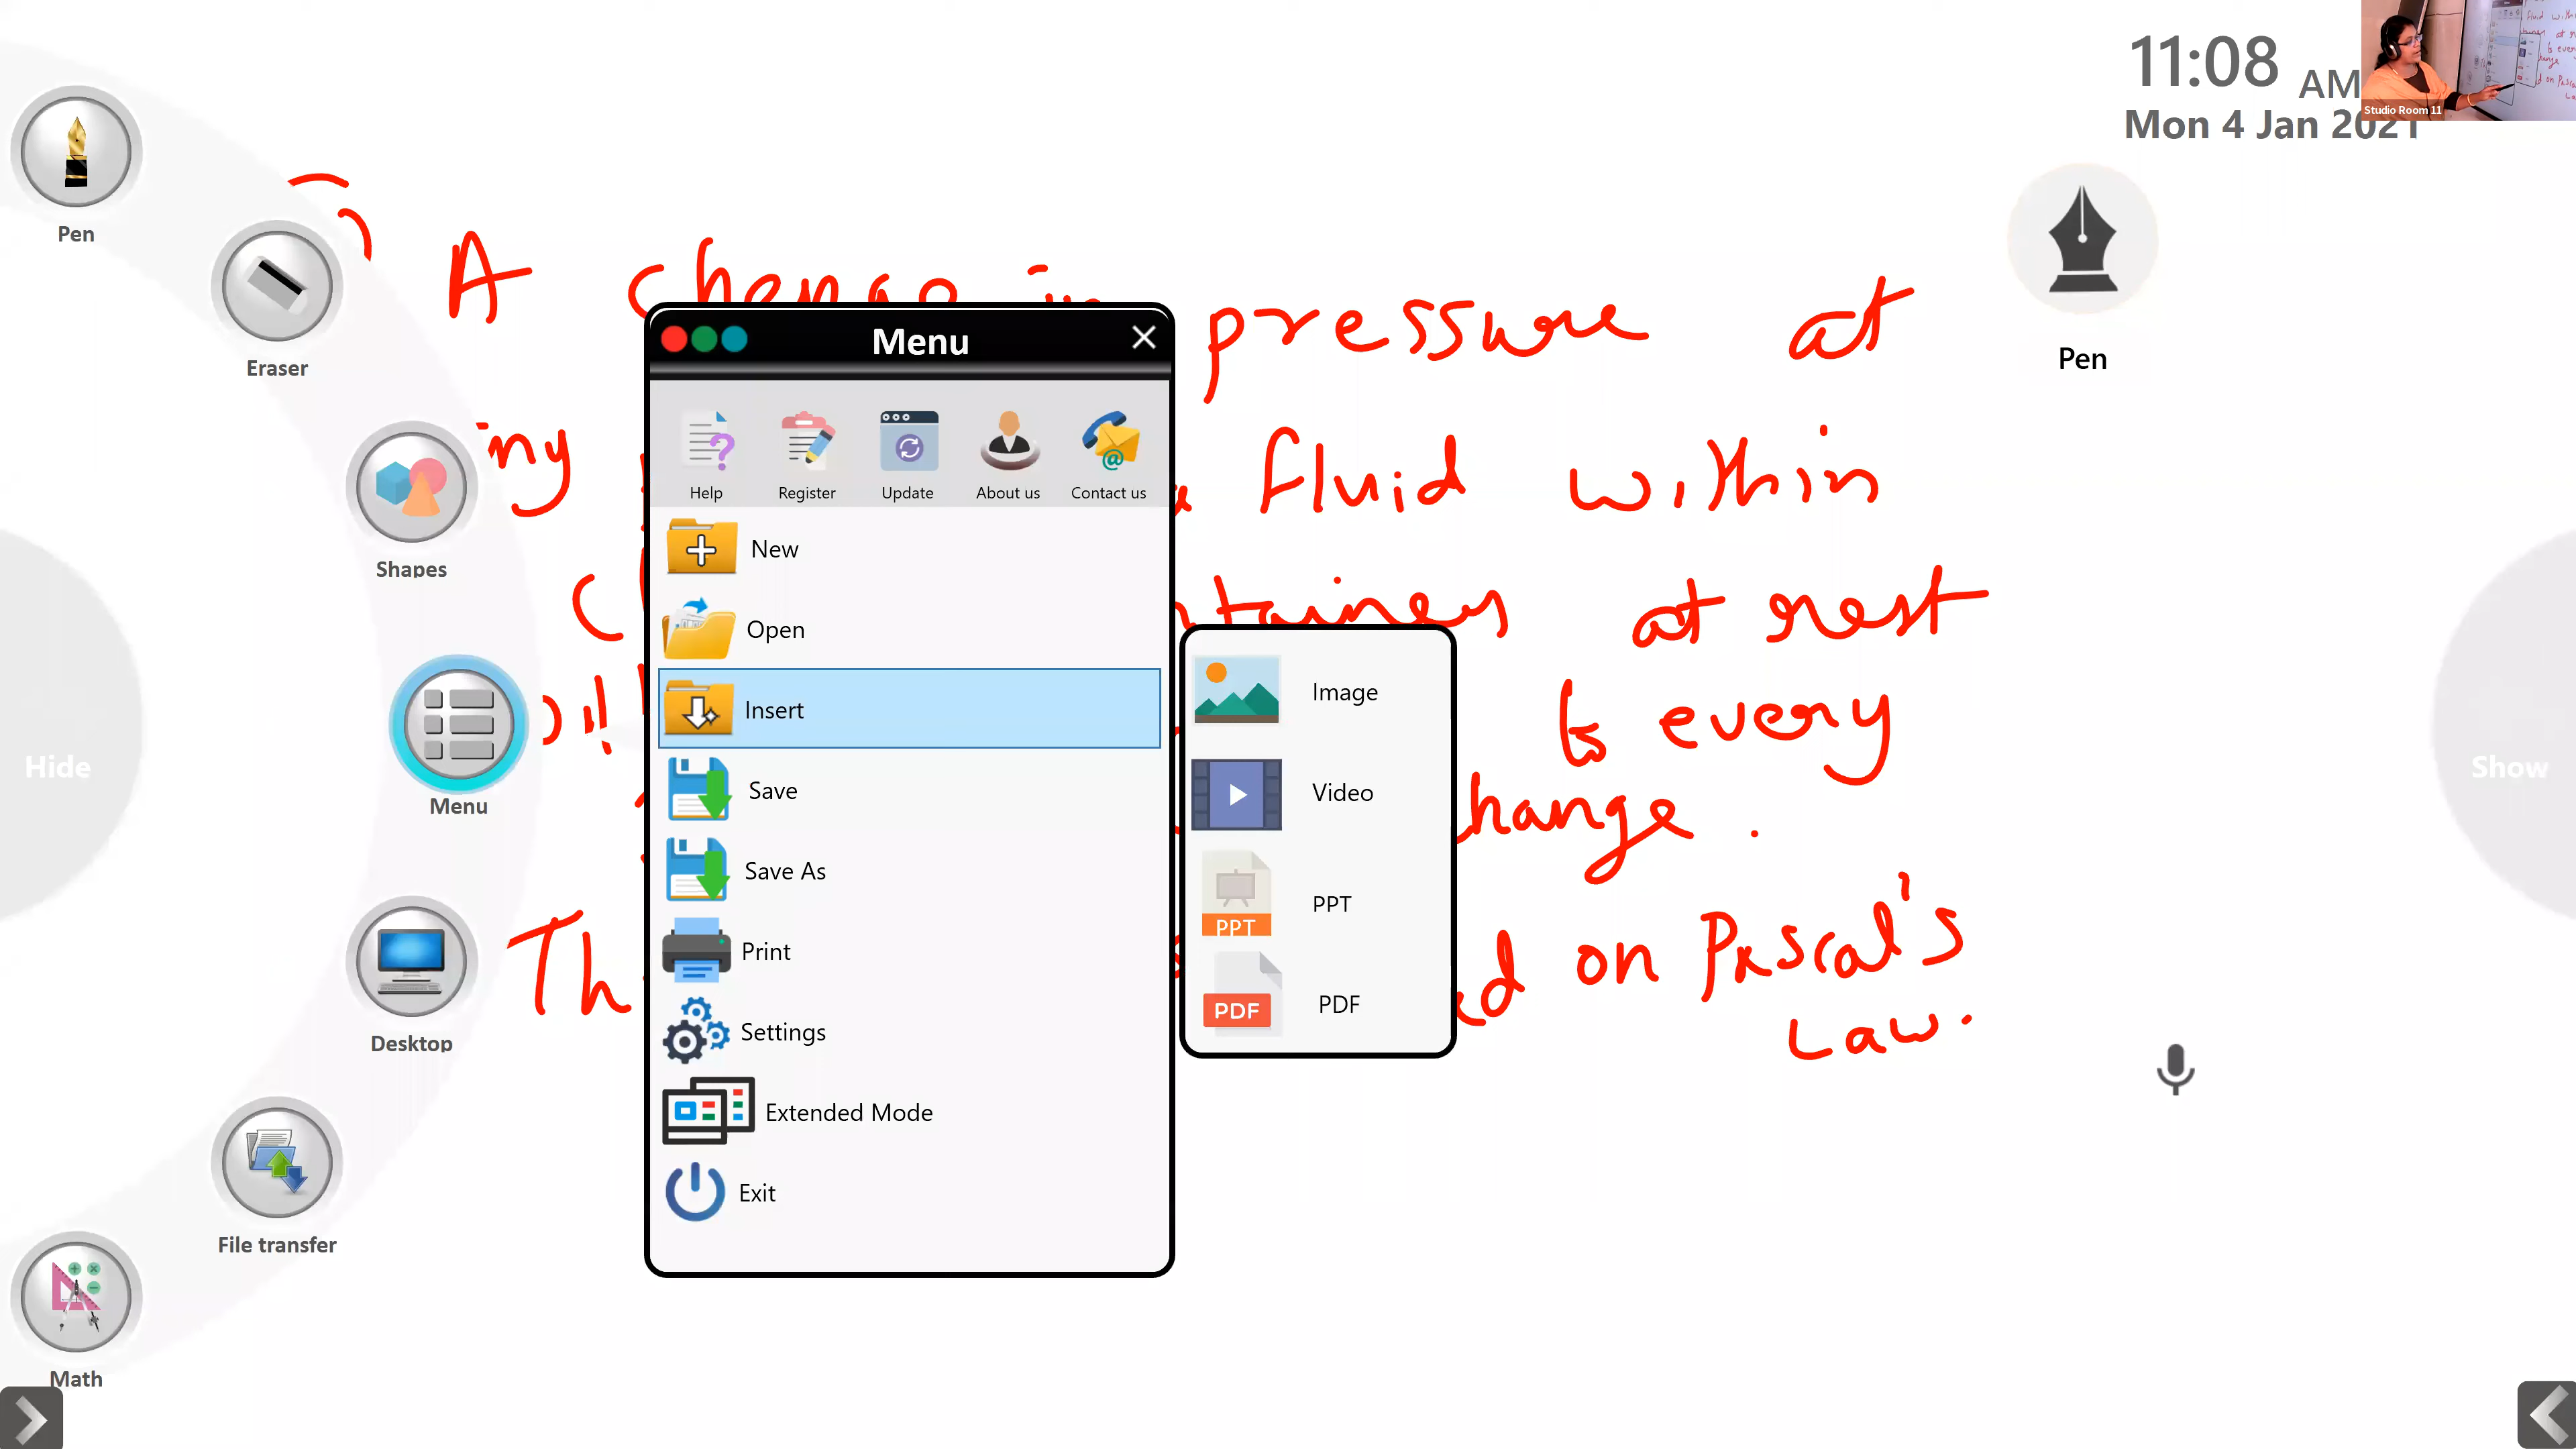 11:08 AM
Mon 4 Jan 2021
Studio Room 11
Pen
Eraser
Shapes
Menu
Desktop
File transfer
Math
Hide
Show
Pen
A change in pressure at
fluid within
at rest
to every
on Pascal's
Law.
Menu
Help
Register
Update
About us
Contact us
New
Open
Insert
Save
Save As
Print
Settings
Extended Mode
Exit
Image
Video
PPT
PPT
PDF
PDF